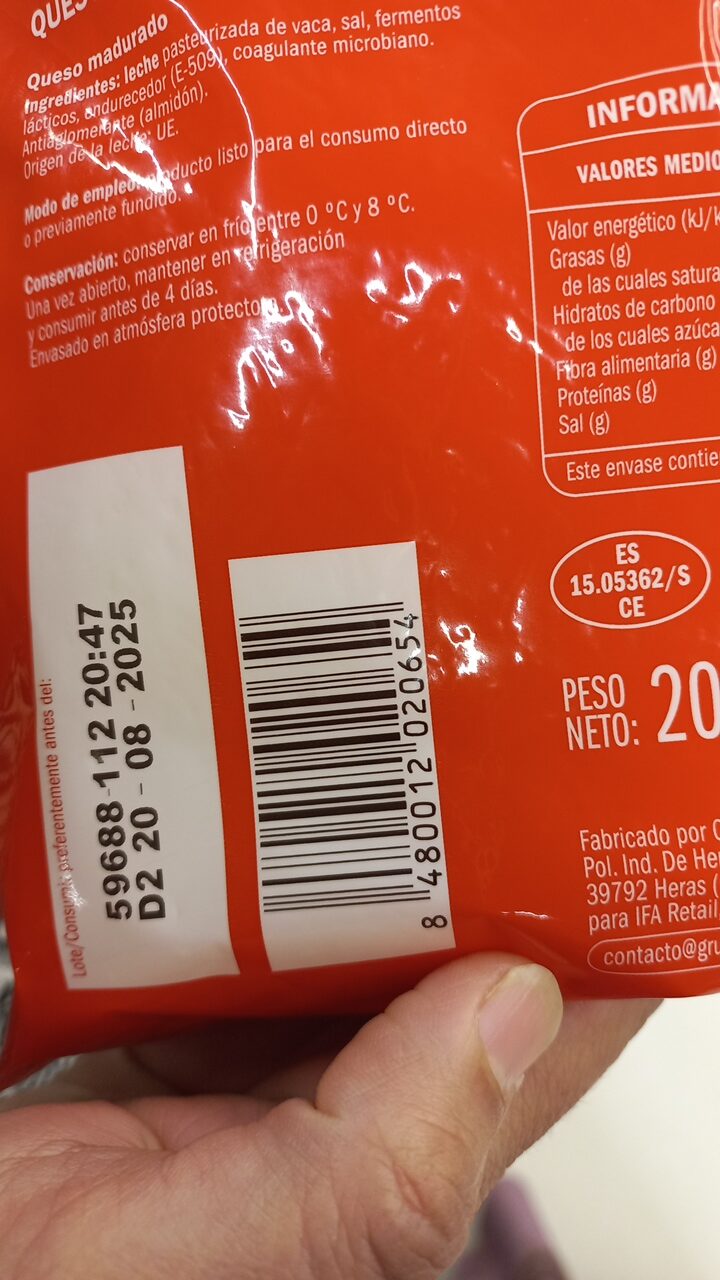 Queso madurado
Ingredientes: leche pasteurizada de vaca, sal, fermentos
lácticos, endurecedor (E-509), coagulante microbiano.
Antiaglomerante (almidón).
Origen de la leche: UE.
Modo de empleo: producto listo para el consumo directo
o previamente fundido.
Conservación: conservar en frío entre 0 °C y 8 °C.
Una vez abierto, mantener en refrigeración
y consumir antes de 4 días.
Envasado en atmósfera protectora.
INFORMA
VALORES MEDIO
Valor energético (kJ/k
Grasas (g)
de las cuales satura
Hidratos de carbono
de los cuales azúca
Fibra alimentaria (g)
Proteínas (g)
Sal (g)
Este envase contie
ES
15.05362/S
CE
PESO
NETO: 20
Fabricado por
Pol. Ind. De He
39792 Heras (
para IFA Retail
contacto@gru
Lote/Consumir preferentemente antes del:
59688-112 20:47
D2 20-08-2025
8 480012 020654